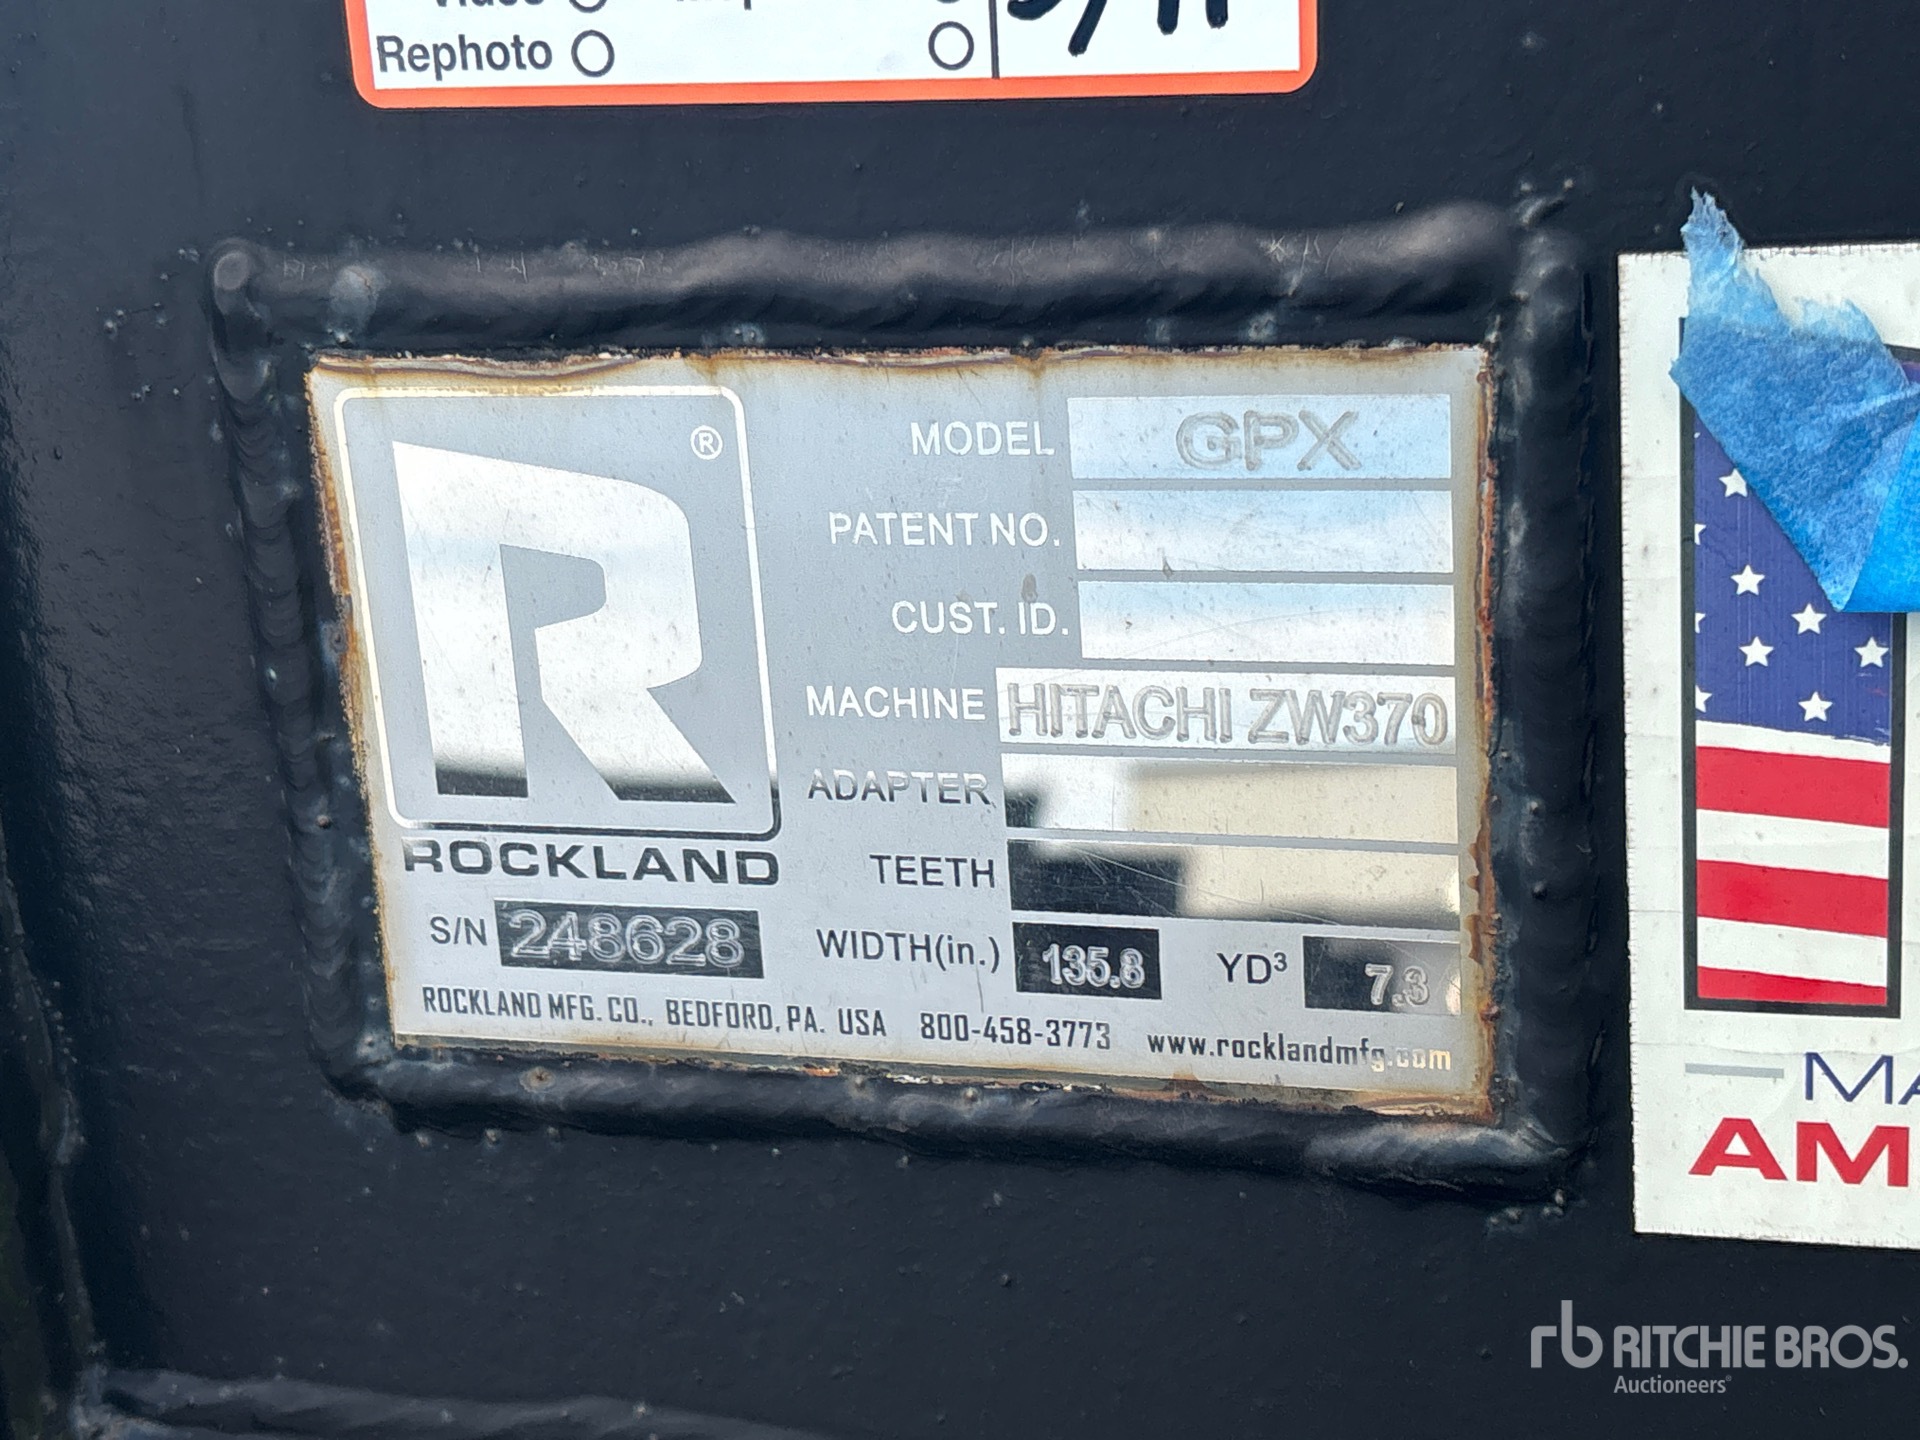 Rephoto
R®
ROCKLAND
MODEL GPX
PATENT NO.
CUST. ID.
MACHINE HITACHI ZW370
ADAPTER
TEETH
S/N 248628 WIDTH(in.) 135.8 YD³ 7.3
ROCKLAND MFG. CO., BEDFORD, PA. USA 800-458-3773 www.rocklandmfg.com
MA
AM
rb RITCHIE BROS.
Auctioneers